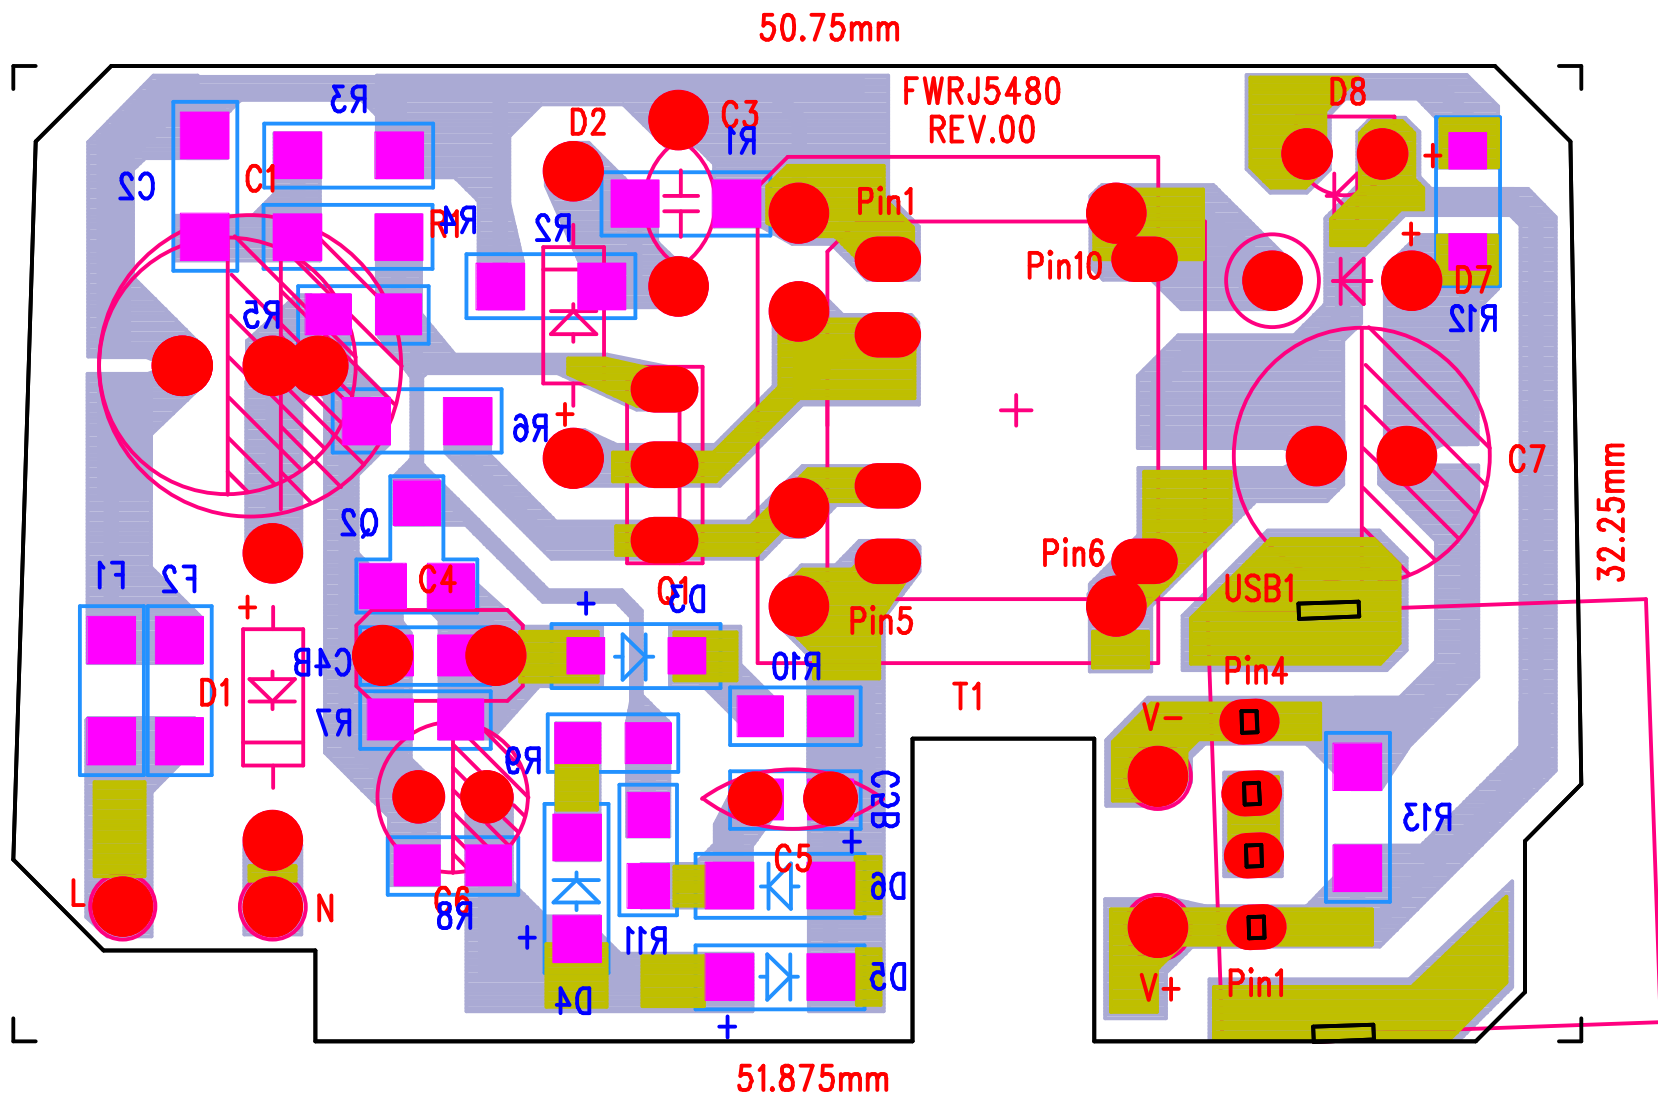 50.75mm
FWRJ5480
REV.00
D8
R3
D2
C3
R1
C2
C1
R1
R4
R2
Pin1
Pin10
D7
R12
R5
R6
C7
Q2
Pin6
32.25mm
F1
F2
C4
USB1
+
+
+
+
Q1
D3
+
Pin5
C4B
R10
Pin4
D1
T1
R7
V-
R9
C5B
R13
+
C5
D6
L
N
C6
R8
+
R11
D5
V+
Pin1
D4
+
51.875mm